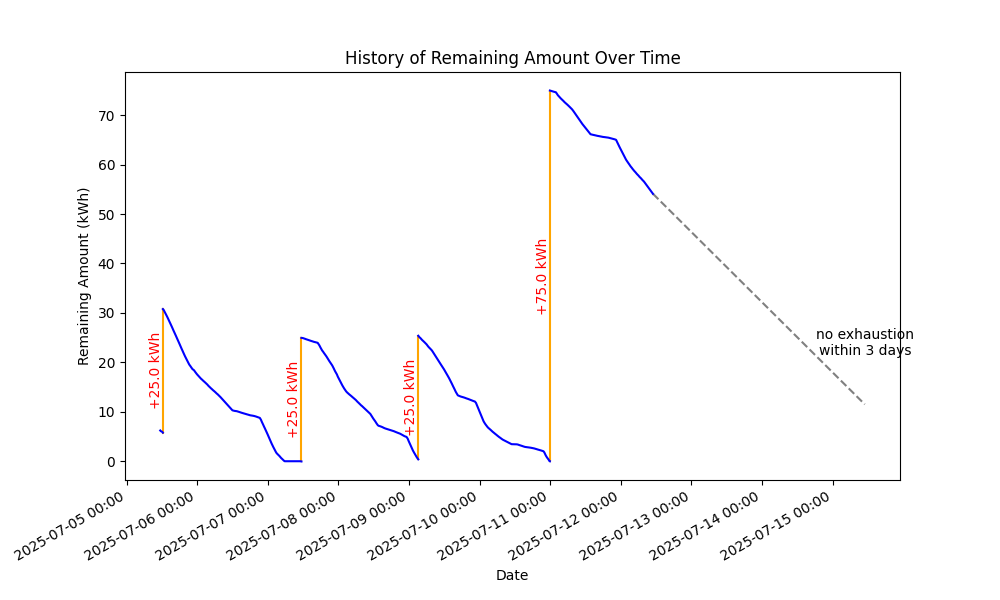 History of Remaining Amount Over Time
Remaining Amount (kWh)
70
60
50
40
30
20
10
0
+25.0 kWh
+25.0 kWh
+25.0 kWh
+75.0 kWh
no exhaustion
within 3 days
2025-07-05 00:00
2025-07-06 00:00
2025-07-07 00:00
2025-07-08 00:00
2025-07-09 00:00
2025-07-10 00:00
2025-07-11 00:00
2025-07-12 00:00
2025-07-13 00:00
2025-07-14 00:00
2025-07-15 00:00
Date